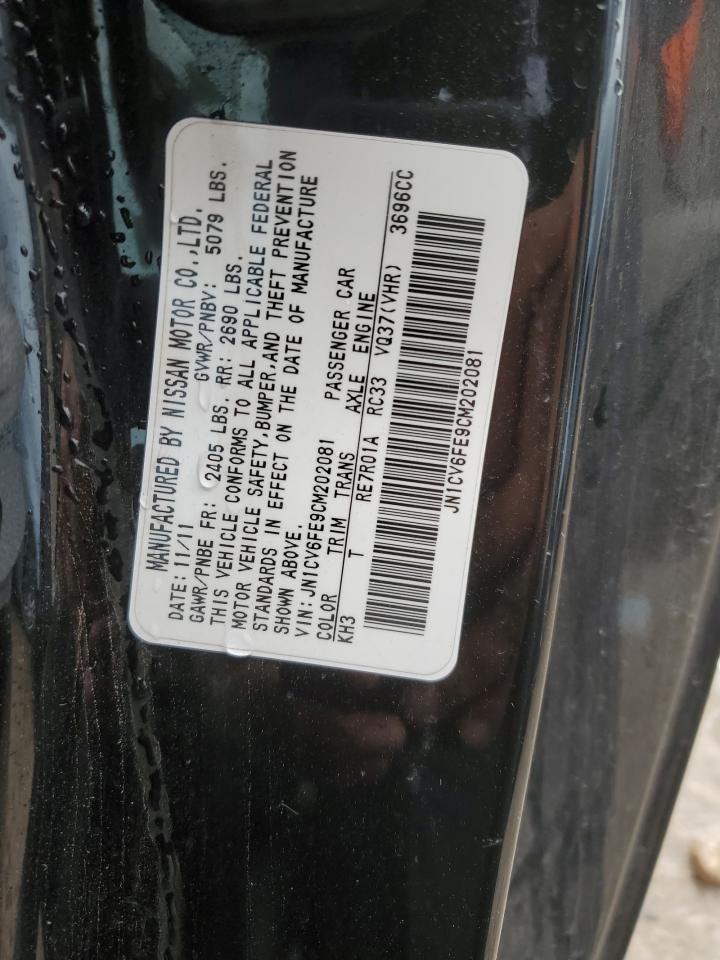 MANUFACTURED BY NISSAN MOTOR CO.,LTD.
DATE: 11/11 GVWR/PNBV: 5079 LBS.
GAWR/PNBE FR: 2405 LBS. RR: 2690 LBS.
THIS VEHICLE CONFORMS TO ALL APPLICABLE FEDERAL
MOTOR VEHICLE SAFETY,BUMPER,AND THEFT PREVENTION
STANDARDS IN EFFECT ON THE DATE OF MANUFACTURE
SHOWN ABOVE.
VIN: JN1CV6FE9CM202081 PASSENGER CAR
COLOR TRIM TRANS AXLE ENGINE
KH3 T RE7R01A RC33 VQ37(VHR) 3696CC
JN1CV6FE9CM202081